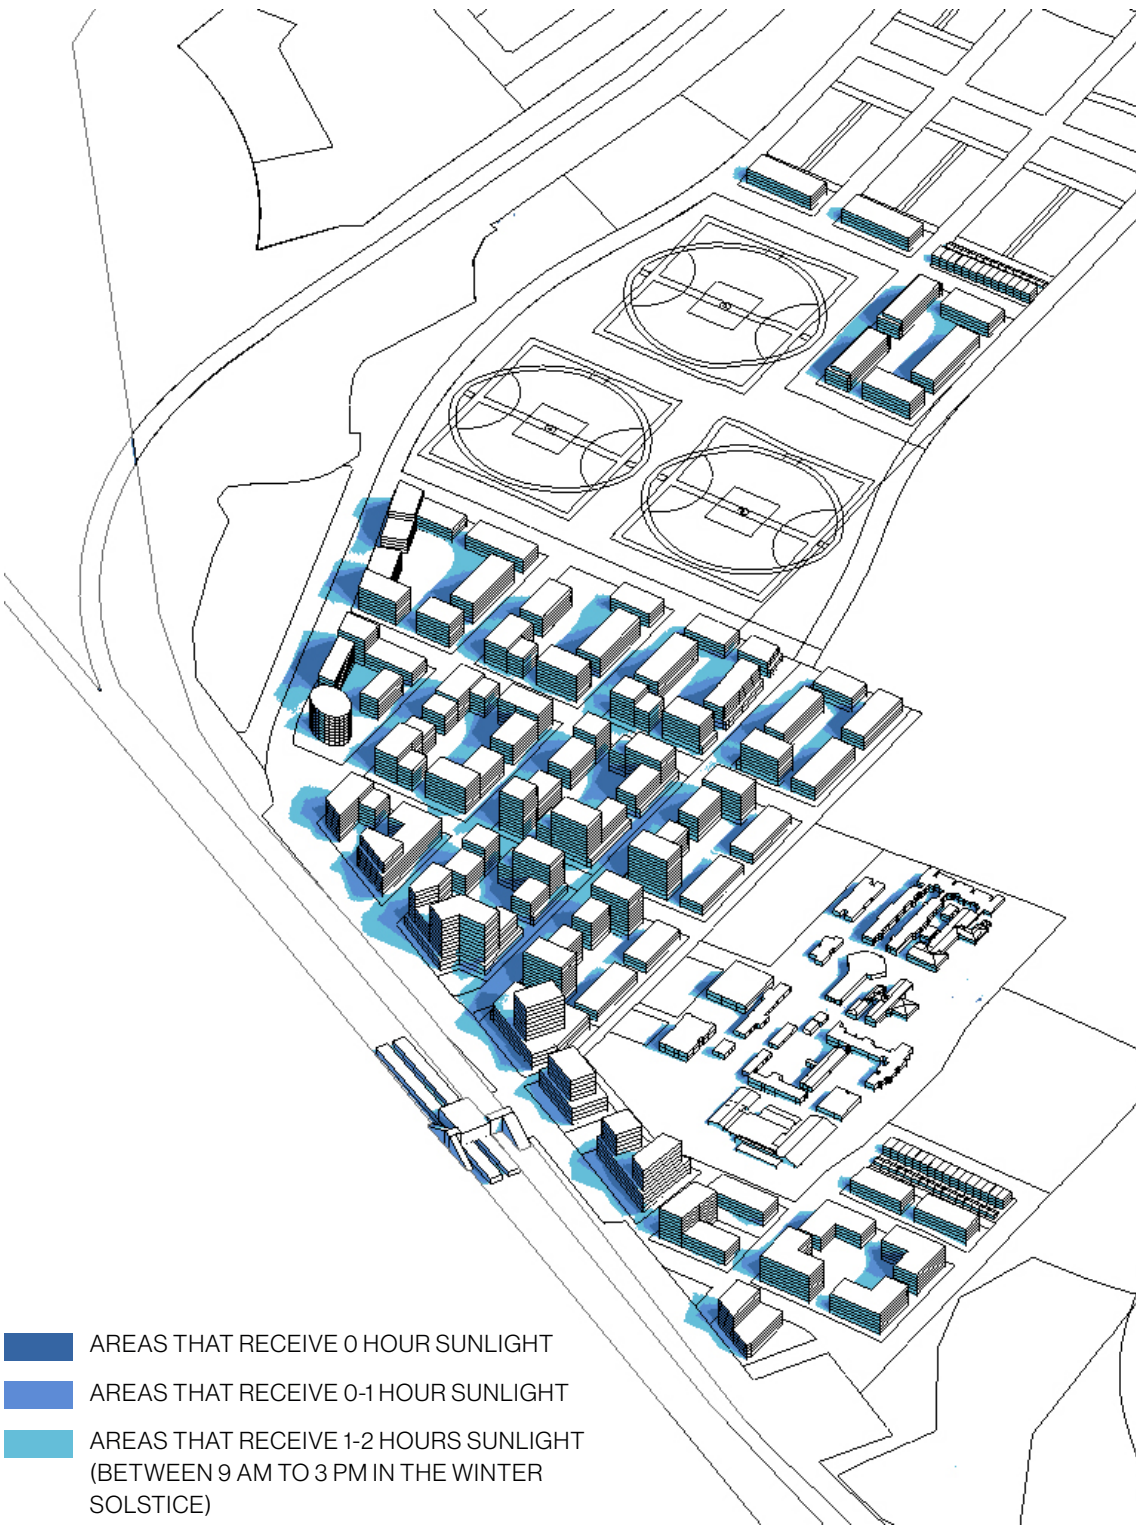 AREAS THAT RECEIVE 0 HOUR SUNLIGHT
AREAS THAT RECEIVE 0-1 HOUR SUNLIGHT
AREAS THAT RECEIVE 1-2 HOURS SUNLIGHT
(BETWEEN 9 AM TO 3 PM IN THE WINTER
SOLSTICE)